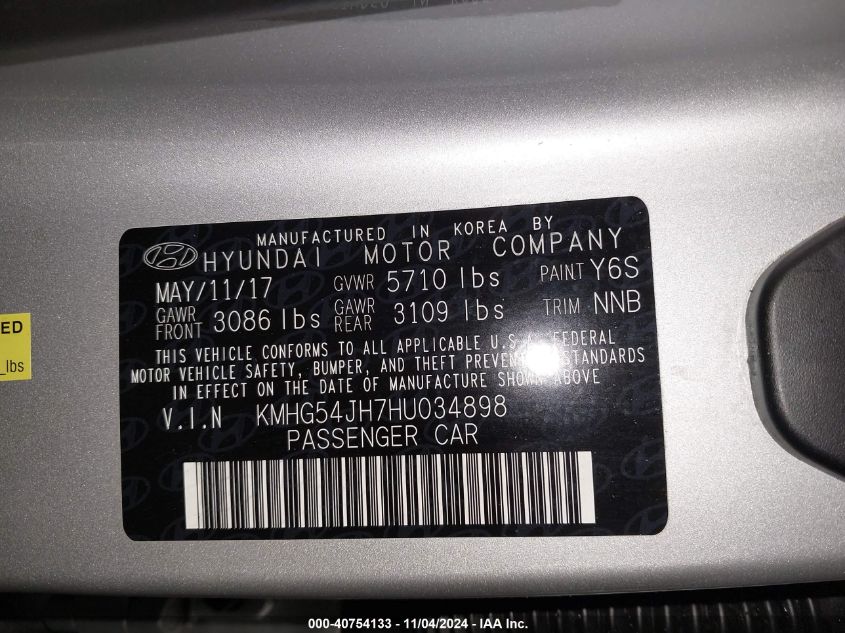 MANUFACTURED IN KOREA BY
HYUNDAI MOTOR COMPANY
MAY/11/17 GVWR 5710 lbs PAINT Y6S
GAWR FRONT 3086 lbs GAWR REAR 3109 lbs TRIM NNB
THIS VEHICLE CONFORMS TO ALL APPLICABLE U.S.A. FEDERAL
MOTOR VEHICLE SAFETY, BUMPER, AND THEFT PREVENTION STANDARDS
IN EFFECT ON THE DATE OF MANUFACTURE SHOWN ABOVE
V.I.N KMHG54JH7HU034898
PASSENGER CAR
ED
lbs
000-40754133 - 11/04/2024 - IAA Inc.